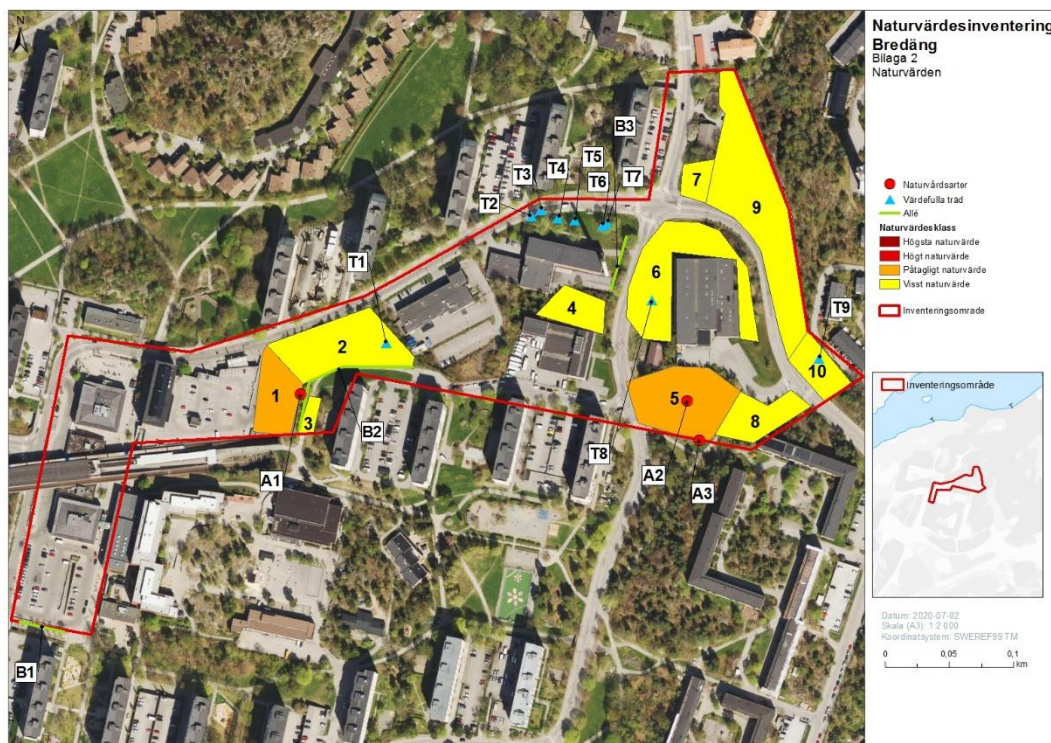 Naturvärdesinventering
Bredäng
Bilaga 2
Naturvärden
Naturvårdsarter
Värdefulla träd
Allé
Naturvärdesklass
Högsta naturvärde
Högt naturvärde
Påtagligt naturvärde
Visst naturvärde
Inventeringsområde
Inventeringsområde
Datum: 2020-07-02
Skala (A3): 1:2 000
Koordinatsystem: SWEREF99 TM
0 0,05 0,1
km
N
B3
T5
T4
T6
T3
T7
T2
7
9
T1
6
T9
4
2
10
1
5
3
8
B2
T8
A1
A2
A3
B1